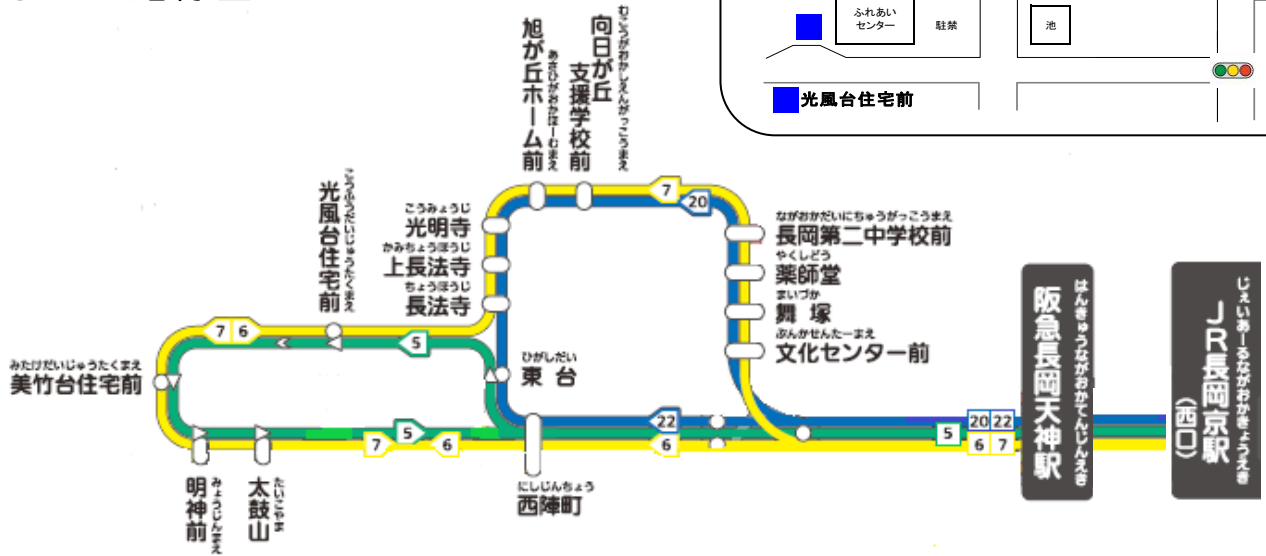 ふれあい
センター
駐禁
池
光風台住宅前
むこうがおかしえんがっこうまえ
向日が丘
支援学校前
あさひがおかほーむまえ
旭が丘ホーム前
7
20
こうふうだいじゅうたくまえ
光風台住宅前
こうみょうじ
光明寺
かみちょうほうじ
上長法寺
ちょうほうじ
長法寺
ながおかだいにちゅうがっこうまえ
長岡第二中学校前
やくしどう
薬師堂
まいづか
舞塚
ぶんかせんたーまえ
文化センター前
7 6
5
みたけだいじゅうたくまえ
美竹台住宅前
ひがしだい
東台
22
20 22
5
7
5
6
6
5
6 7
はんきゅうながおかてんじんえき
阪急長岡天神駅
じぇいあーるながおかきょうえき
JR長岡京駅
(西口)
みょうじんまえ
明神前
たいこやま
太鼓山
にしじんちょう
西陣町